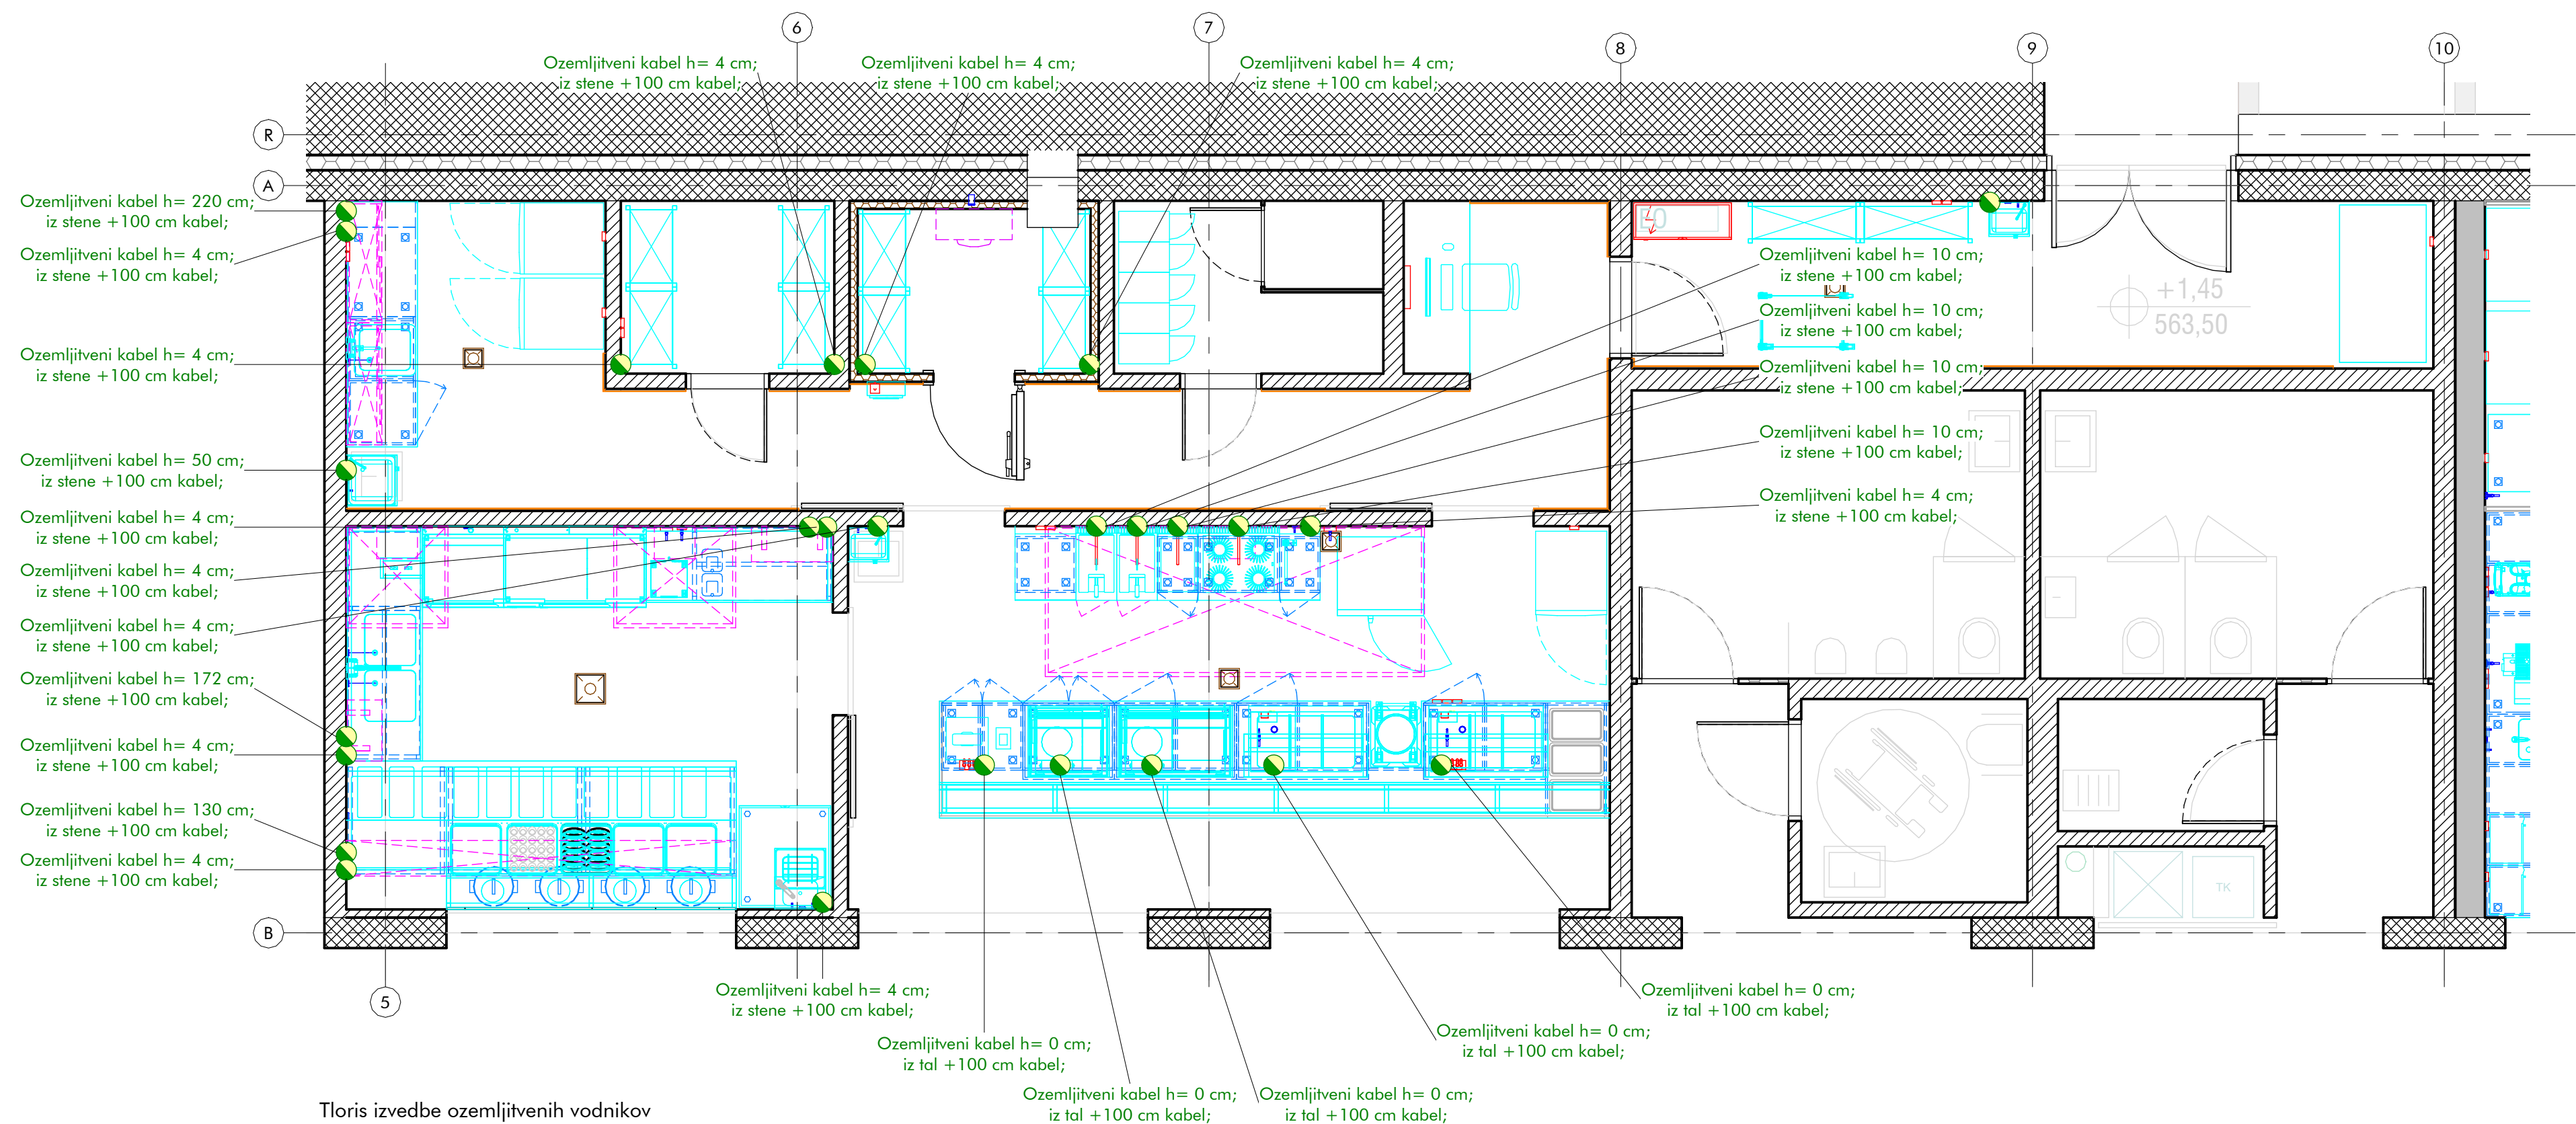 6
7
8
9
10
Ozemljitveni kabel h= 4 cm;
iz stene +100 cm kabel;
Ozemljitveni kabel h= 4 cm;
iz stene +100 cm kabel;
Ozemljitveni kabel h= 4 cm;
iz stene +100 cm kabel;
R
A
Ozemljitveni kabel h= 220 cm;
iz stene +100 cm kabel;
Ozemljitveni kabel h= 4 cm;
iz stene +100 cm kabel;
Ozemljitveni kabel h= 4 cm;
iz stene +100 cm kabel;
Ozemljitveni kabel h= 50 cm;
iz stene +100 cm kabel;
Ozemljitveni kabel h= 4 cm;
iz stene +100 cm kabel;
Ozemljitveni kabel h= 4 cm;
iz stene +100 cm kabel;
Ozemljitveni kabel h= 4 cm;
iz stene +100 cm kabel;
Ozemljitveni kabel h= 172 cm;
iz stene +100 cm kabel;
Ozemljitveni kabel h= 4 cm;
iz stene +100 cm kabel;
Ozemljitveni kabel h= 130 cm;
iz stene +100 cm kabel;
Ozemljitveni kabel h= 4 cm;
iz stene +100 cm kabel;
EO
Ozemljitveni kabel h= 10 cm;
iz stene +100 cm kabel;
Ozemljitveni kabel h= 10 cm;
iz stene +100 cm kabel;
Ozemljitveni kabel h= 10 cm;
iz stene +100 cm kabel;
Ozemljitveni kabel h= 10 cm;
iz stene +100 cm kabel;
Ozemljitveni kabel h= 4 cm;
iz stene +100 cm kabel;
+1,45
563,50
TK
B
5
Ozemljitveni kabel h= 4 cm;
iz stene +100 cm kabel;
Ozemljitveni kabel h= 0 cm;
iz tal +100 cm kabel;
Ozemljitveni kabel h= 0 cm;
iz tal +100 cm kabel;
Ozemljitveni kabel h= 0 cm;
iz tal +100 cm kabel;
Ozemljitveni kabel h= 0 cm;
iz tal +100 cm kabel;
Ozemljitveni kabel h= 0 cm;
iz tal +100 cm kabel;
Tloris izvedbe ozemljitvenih vodnikov